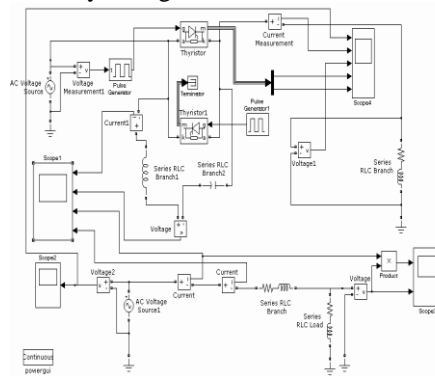 Thyristor
Current
Measurement
AC Voltage
Source
Voltage
Measurement1
Pulse
Generator
Terminator
Thyristor1
Pulse
Generator1
Scope4
Current1
Voltage1
Scope1
Series RLC
Branch1
Series RLC
Branch2
Series RLC
Branch
Voltage
Scope2
Voltage2
AC Voltage
Source1
Current
Current
Series RLC
Branch
Series
RLC Load
Voltage
Product
Continuous
powergui